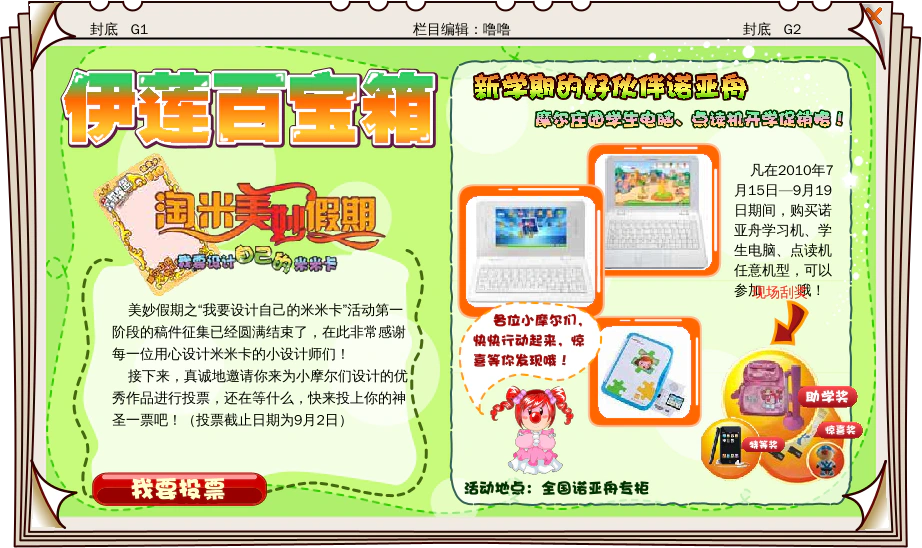 封底 G1
栏目编辑：噜噜
封底 G2
伊莲百宝箱
淘米美妙假期
我要设计自己的米米卡
美妙假期之“我要设计自己的米米卡”活动第一
阶段的稿件征集已经圆满结束了，在此非常感谢
每一位用心设计米米卡的小设计师们！
接下来，真诚地邀请你来为小摩尔们设计的优
秀作品进行投票，还在等什么，快来投上你的神
圣一票吧！（投票截止日期为9月2日）
我要投票
新学期的好伙伴诺亚舟
摩尔庄园学生电脑、点读机开学促销啦！
凡在2010年7
月15日—9月19
日期间，购买诺
亚舟学习机、学
生电脑、点读机
任意机型，可以
参加现场刮奖哦！
各位小摩尔们，
快快行动起来，惊
喜等你发现哦！
助学奖
惊喜奖
特等奖
活动地点：全国诺亚舟专柜